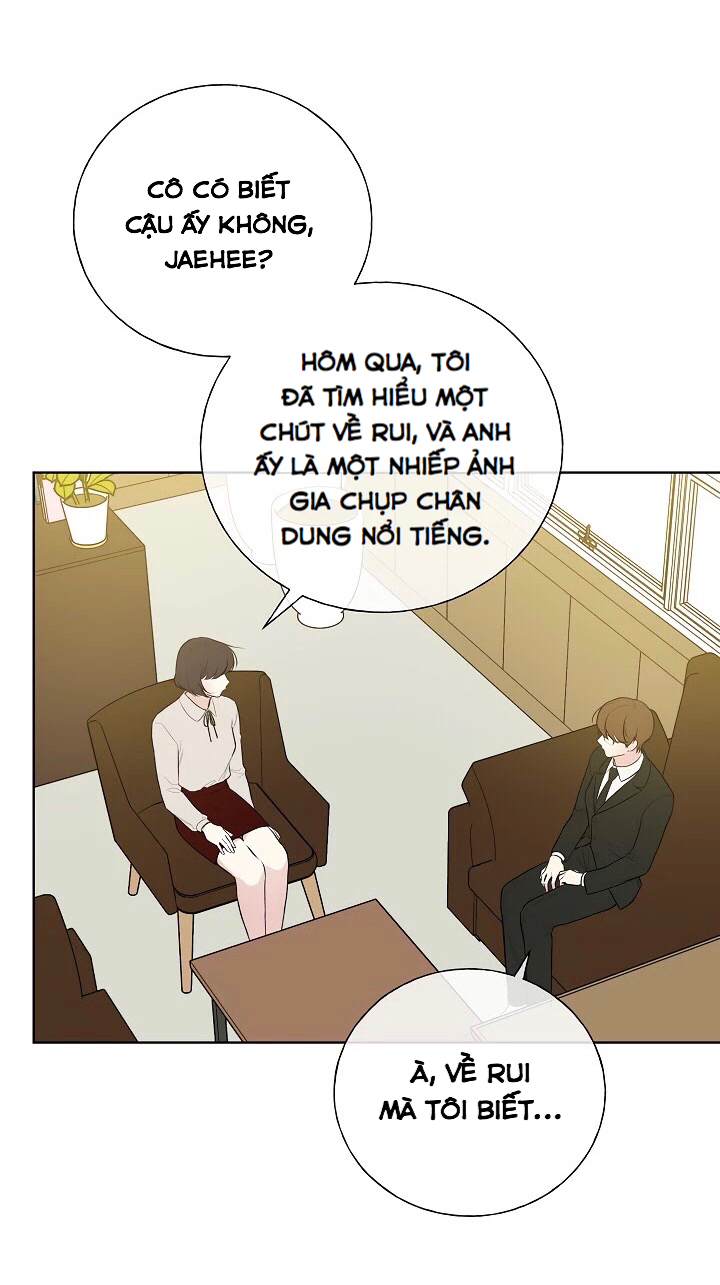 CÔ CÓ BIẾT
CẬU ẤY KHÔNG,
JAEHEE?
HÔM QUA, TÔI
ĐÃ TÌM HIỂU MỘT
CHÚT VỀ RUI, VÀ ANH
ẤY LÀ MỘT NHIẾP ẢNH
GIA CHỤP CHÂN
DUNG NỔI TIẾNG.
À, VỀ RUI
MÀ TÔI BIẾT...